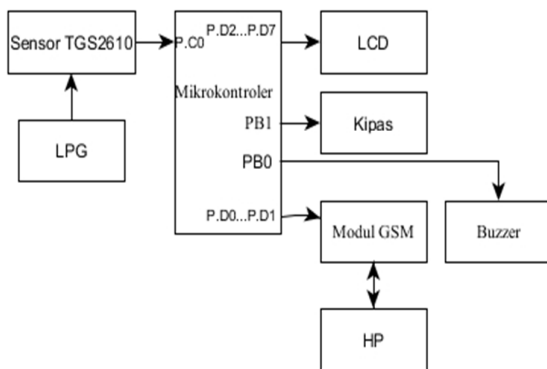 Sensor TGS2610
P.C0
P.D2...P.D7
LCD
Mikrokontroler
LPG
PB1
Kipas
PB0
P.D0...P.D1
Modul GSM
Buzzer
HP